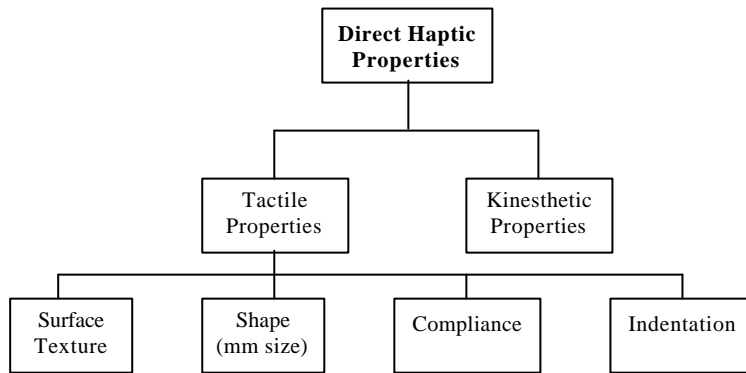 Direct Haptic
Properties
Tactile
Properties
Kinesthetic
Properties
Surface
Texture
Shape
(mm size)
Compliance
Indentation